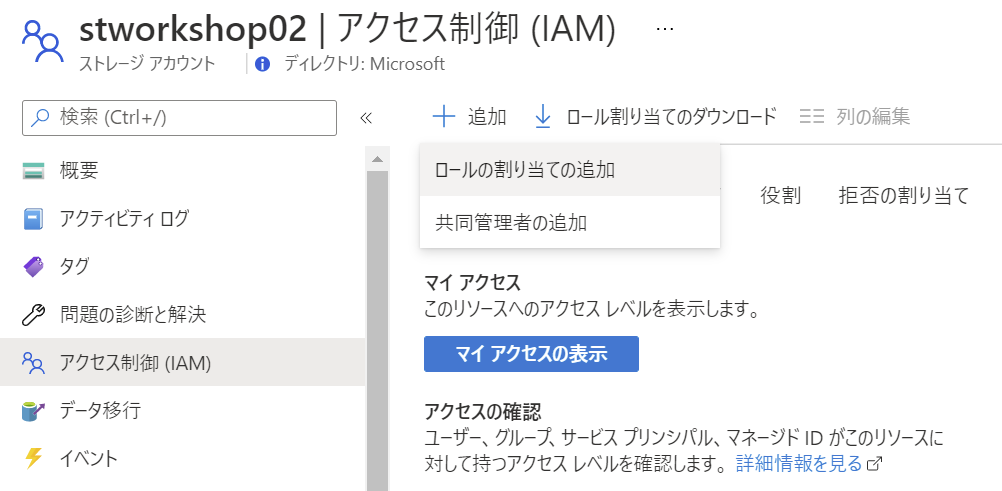 stworkshop02 | アクセス制御 (IAM) …
ストレージ アカウント ディレクトリ: Microsoft
検索 (Ctrl+/) «
追加 ロール割り当てのダウンロード 列の編集
概要
アクティビティ ログ
タグ
問題の診断と解決
アクセス制御 (IAM)
データ移行
イベント
ロールの割り当ての追加
共同管理者の追加
役割 拒否の割り当て
マイ アクセス
このリソースへのアクセス レベルを表示します。
マイ アクセスの表示
アクセスの確認
ユーザー、グループ、サービス プリンシパル、マネージド ID がこのリソースに
対して持つアクセス レベルを確認します。 詳細情報を見る